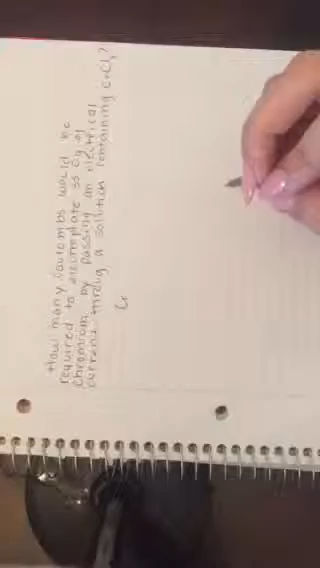 How many coulombs would be
required to electroplate 35.0g of
chromium by passing an electrical
current throug a solution containing CrCl3?
Cr